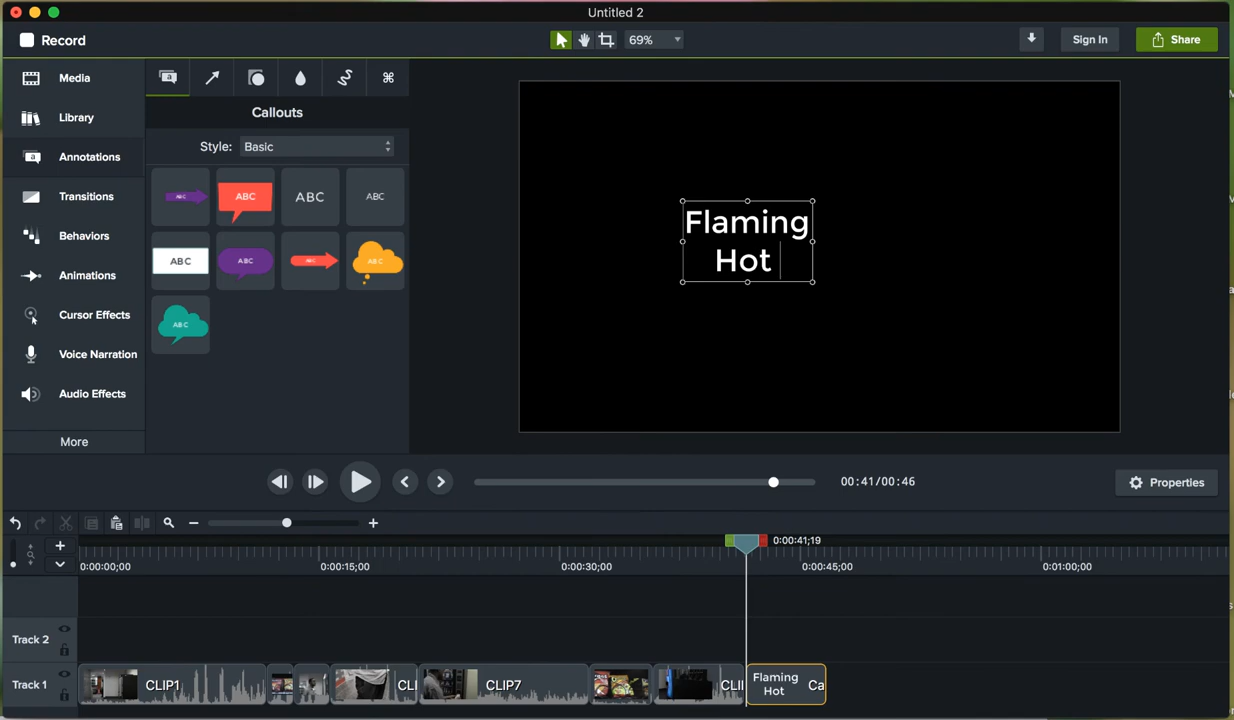 Untitled 2
Record
69%
Sign In
Share
Media
Library
Annotations
Transitions
Behaviors
Animations
Cursor Effects
Voice Narration
Audio Effects
More
Callouts
Style: Basic
ABC ABC ABC ABC
ABC ABC ABC ABC
ABC
Flaming
Hot
00:41/00:46
Properties
0:00:41;19
0:00:00;00 0:00:15;00 0:00:30;00 0:00:45;00 0:01:00;00
Track 2
Track 1
CLIP1
CLI
CLIP7
CLII
Flaming
Hot
Ca